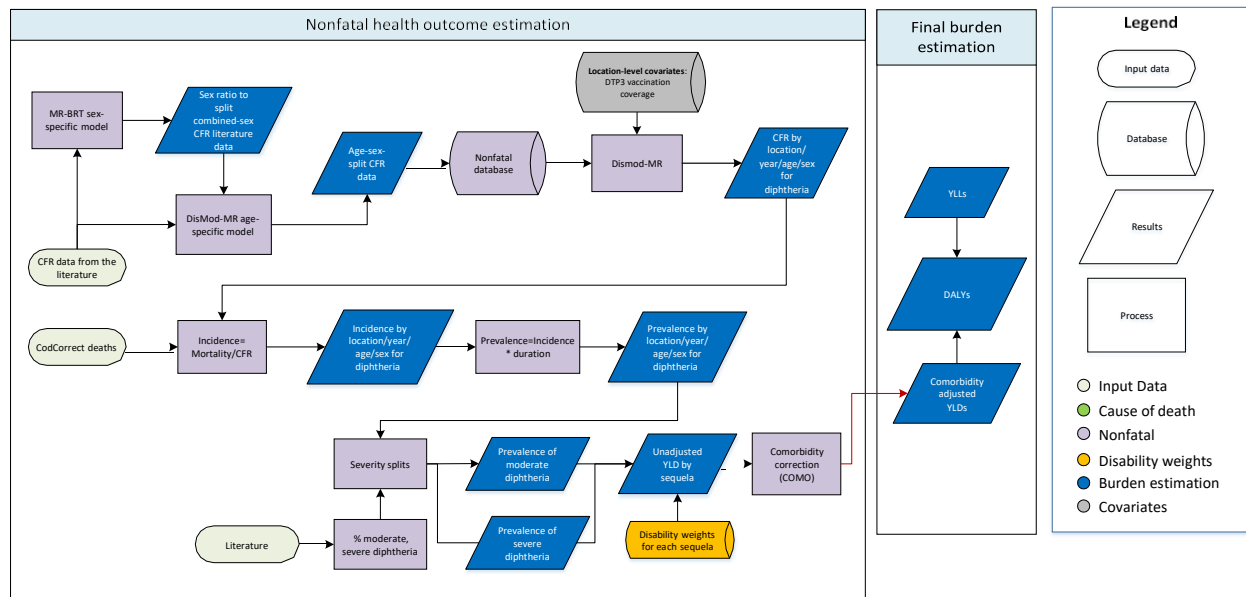 Nonfatal health outcome estimation
Final burden
estimation
Legend
Input data
Database
Results
Process
Input Data
Cause of death
Nonfatal
Disability weights
Burden estimation
Covariates
MR-BRT sex-
specific model
Sex ratio to
split
combined-sex
CFR literature
data
Location-level covariates:
DTP3 vaccination
coverage
Age-sex-
split CFR
data
Nonfatal
database
Dismod-MR
CFR by
location/
year/age/sex
for
diphtheria
DisMod-MR age-
specific model
CFR data from the
literature
CodCorrect deaths
Incidence=
Mortality/CFR
Incidence by
location/year/
age/sex for
diphtheria
Prevalence=Incidence
* duration
Prevalence by
location/year/
age/sex for
diphtheria
Severity splits
Prevalence of
moderate
diphtheria
Unadjusted
YLD by
sequela
Comorbidity
correction
(COMO)
Literature
% moderate,
severe diphtheria
Prevalence of
severe
diphtheria
Disability weights
for each sequela
YLLs
DALYs
Comorbidity
adjusted
YLDs